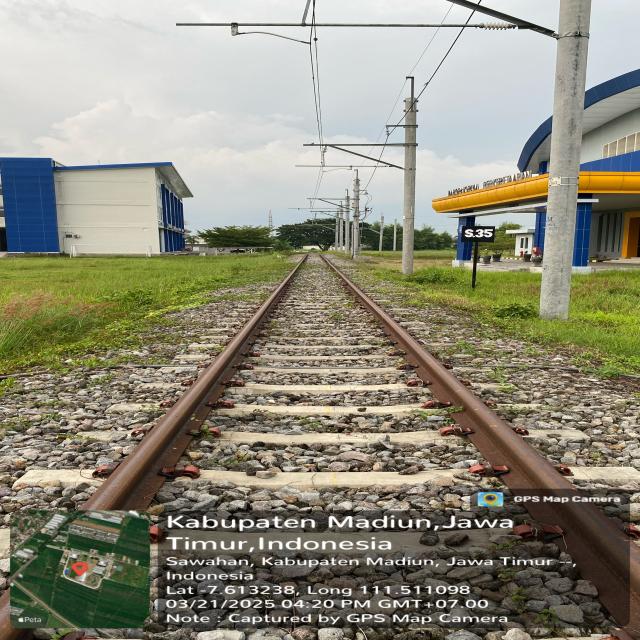 S.35
GPS Map Camera
Kabupaten Madiun,Jawa
Timur,Indonesia
Sawahan, Kabupaten Madiun, Jawa Timur --,
Indonesia
Lat -7.613238, Long 111.511098
03/21/2025 04:20 PM GMT+07.00
Note : Captured by GPS Map Camera
Peta